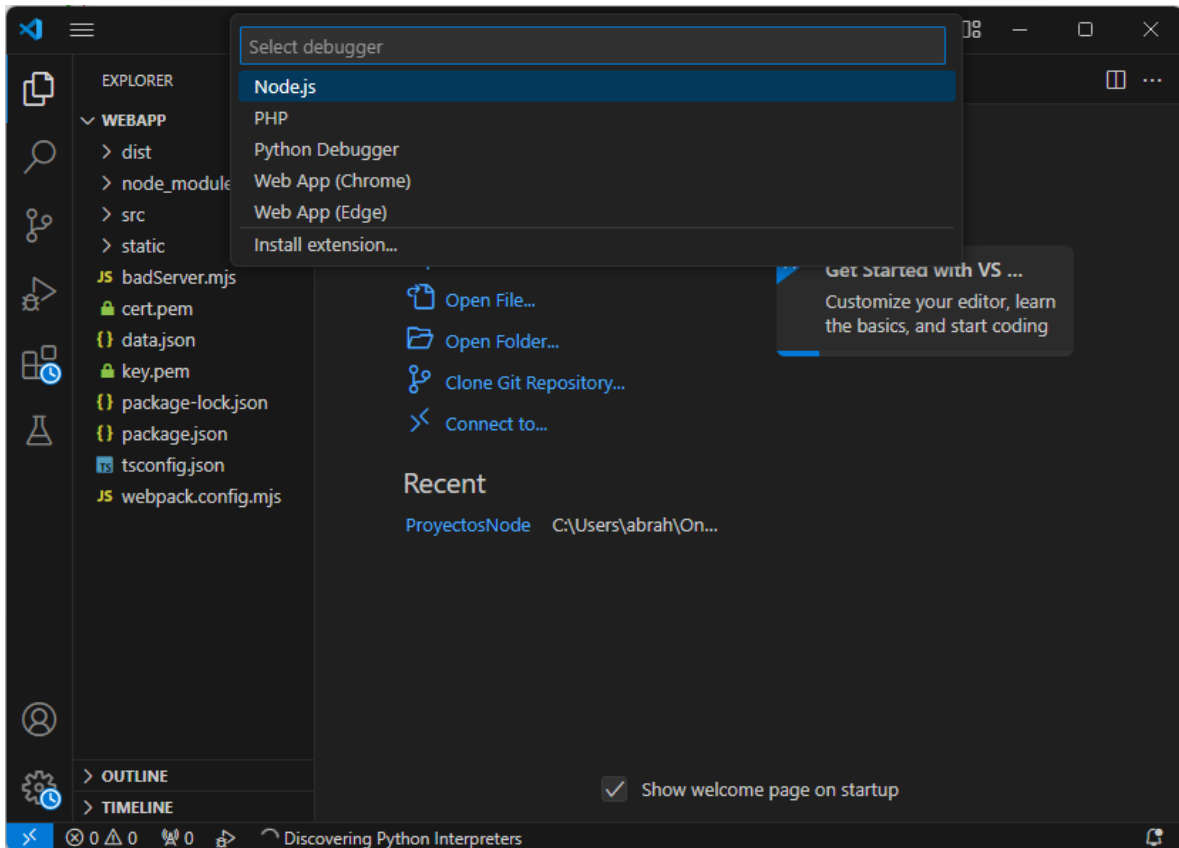 Select debugger
Node.js
PHP
Python Debugger
Web App (Chrome)
Web App (Edge)
Install extension...
EXPLORER
WEBAPP
dist
node_module
src
static
JS badServer.mjs
cert.pem
{} data.json
key.pem
{} package-lock.json
{} package.json
TS tsconfig.json
JS webpack.config.mjs
OUTLINE
TIMELINE
Open File...
Open Folder...
Clone Git Repository...
Connect to...
Recent
ProyectosNode C:\Users\abrah\On...
Get Started with VS ...
Customize your editor, learn
the basics, and start coding
Show welcome page on startup
0 0 0 Discovering Python Interpreters